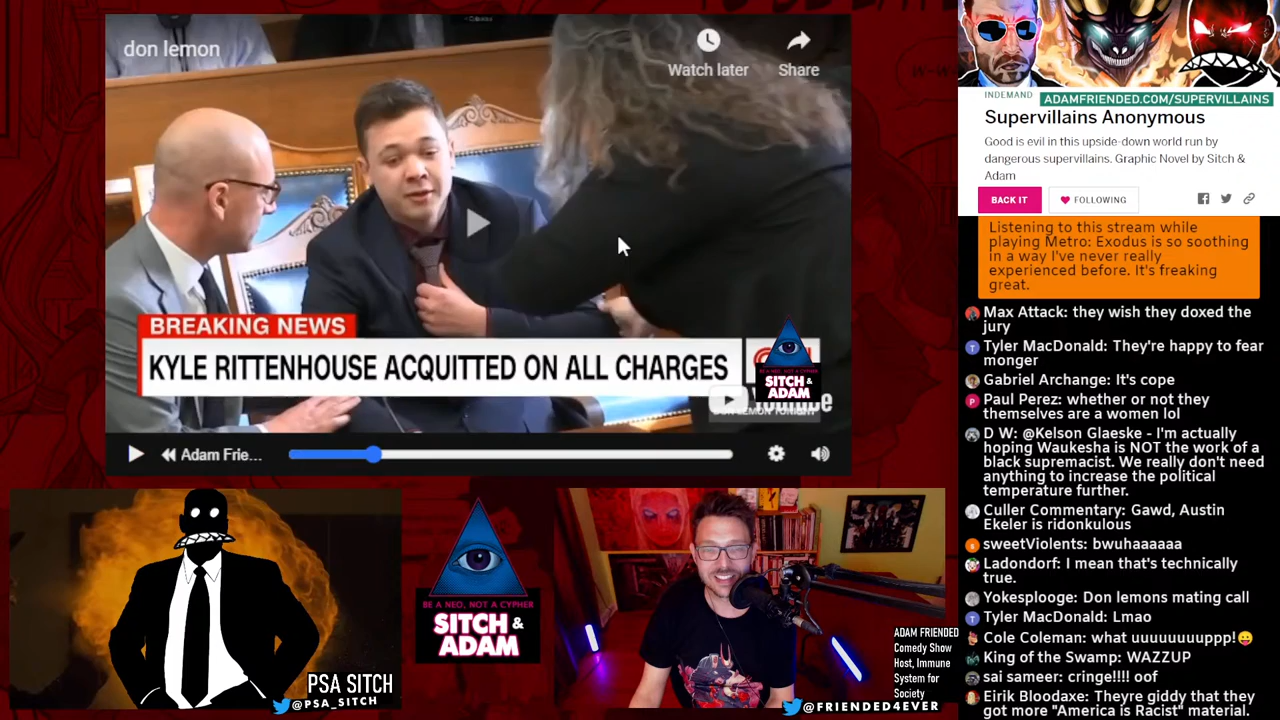 don lemon
Watch later
Share
BREAKING NEWS
KYLE RITTENHOUSE ACQUITTED ON ALL CHARGES
SITCH &
ADAM
Adam Frie...
PSA SITCH
@PSA_SITCH
BE A NEO, NOT A CYPHER
SITCH &
ADAM
ADAM FRIENDED
Comedy Show
Host, Immune
System for
Society
@FRIENDED4EVER
INDEMAND
ADAMFRIENDED.COM/SUPERVILLAINS
Supervillains Anonymous
Good is evil in this upside-down world run by
dangerous supervillains. Graphic Novel by Sitch &
Adam
BACK IT
FOLLOWING
Listening to this stream while
playing Metro: Exodus is so soothing
in a way I've never really
experienced before. It's freaking
great.
Max Attack: they wish they doxed the
jury
Tyler MacDonald: They're happy to fear
monger
Gabriel Archange: It's cope
Paul Perez: whether or not they
themselves are a women lol
D W: @Kelson Glaeske - I'm actually
hoping Waukesha is NOT the work of a
black supremacist. We really don't need
anything to increase the political
temperature further.
Culler Commentary: Gawd, Austin
Ekeler is ridonkulous
sweetViolents: bwuhaaaaaa
Ladondorf: I mean that's technically
true.
Yokesplooge: Don lemons mating call
Tyler MacDonald: Lmao
Cole Coleman: what uuuuuuuppp!😛
King of the Swamp: WAZZUP
sai sameer: cringe!!!! oof
Eirik Bloodaxe: Theyre giddy that they
got more "America is Racist" material.